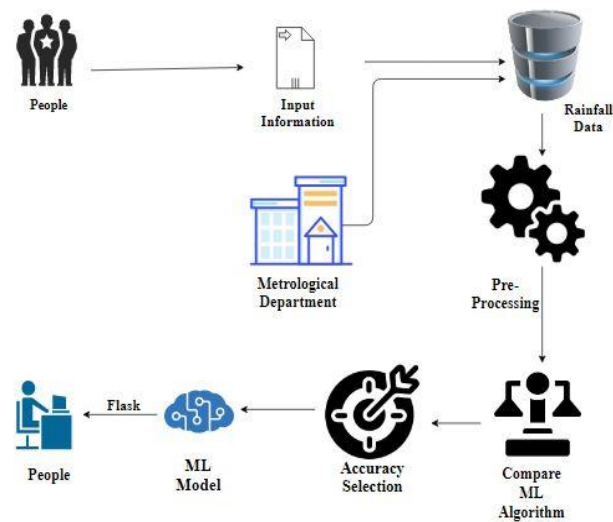 People
Input
Information
Rainfall
Data
Metrological
Department
Pre-
Processing
Compare
ML
Algorithm
Accuracy
Selection
ML
Model
Flask
People